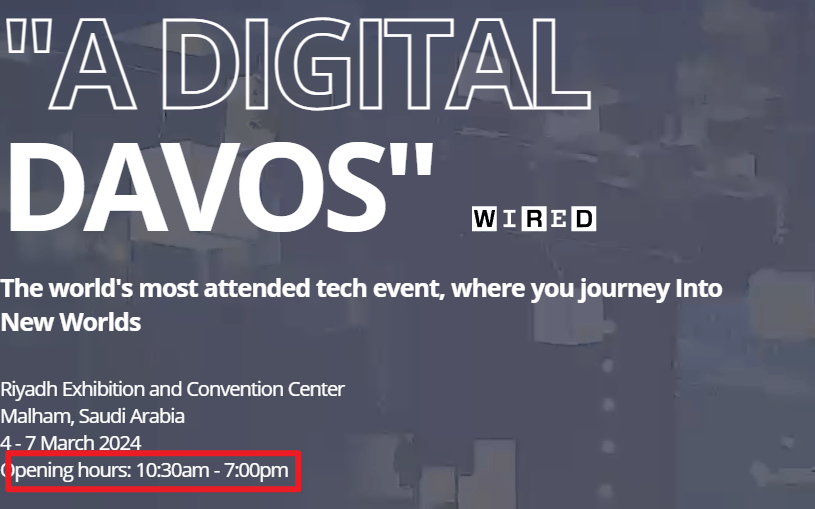 "A DIGITAL
DAVOS"
WIRED
The world's most attended tech event, where you journey Into
New Worlds
Riyadh Exhibition and Convention Center
Malham, Saudi Arabia
4 - 7 March 2024
Opening hours: 10:30am - 7:00pm